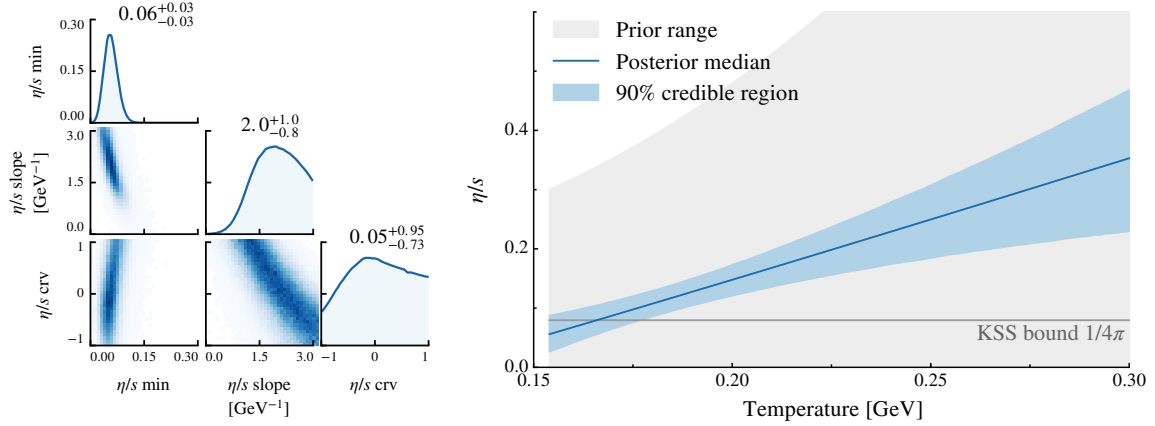 0.06+0.03−0.03
0.30
0.15
0.00
η/s min
2.0+1.0−0.8
3.0
1.5
0.0
η/s slope
[GeV−1]
0.05+0.95−0.73
1
0
−1
η/s crv
0.00 0.15 0.30
1.5 3.0
−1 0 1
η/s min
η/s slope
[GeV−1]
η/s crv
Prior range
Posterior median
90% credible region
0.4
0.2
0.0
η/s
KSS bound 1/4π
0.15 0.20 0.25 0.30
Temperature [GeV]